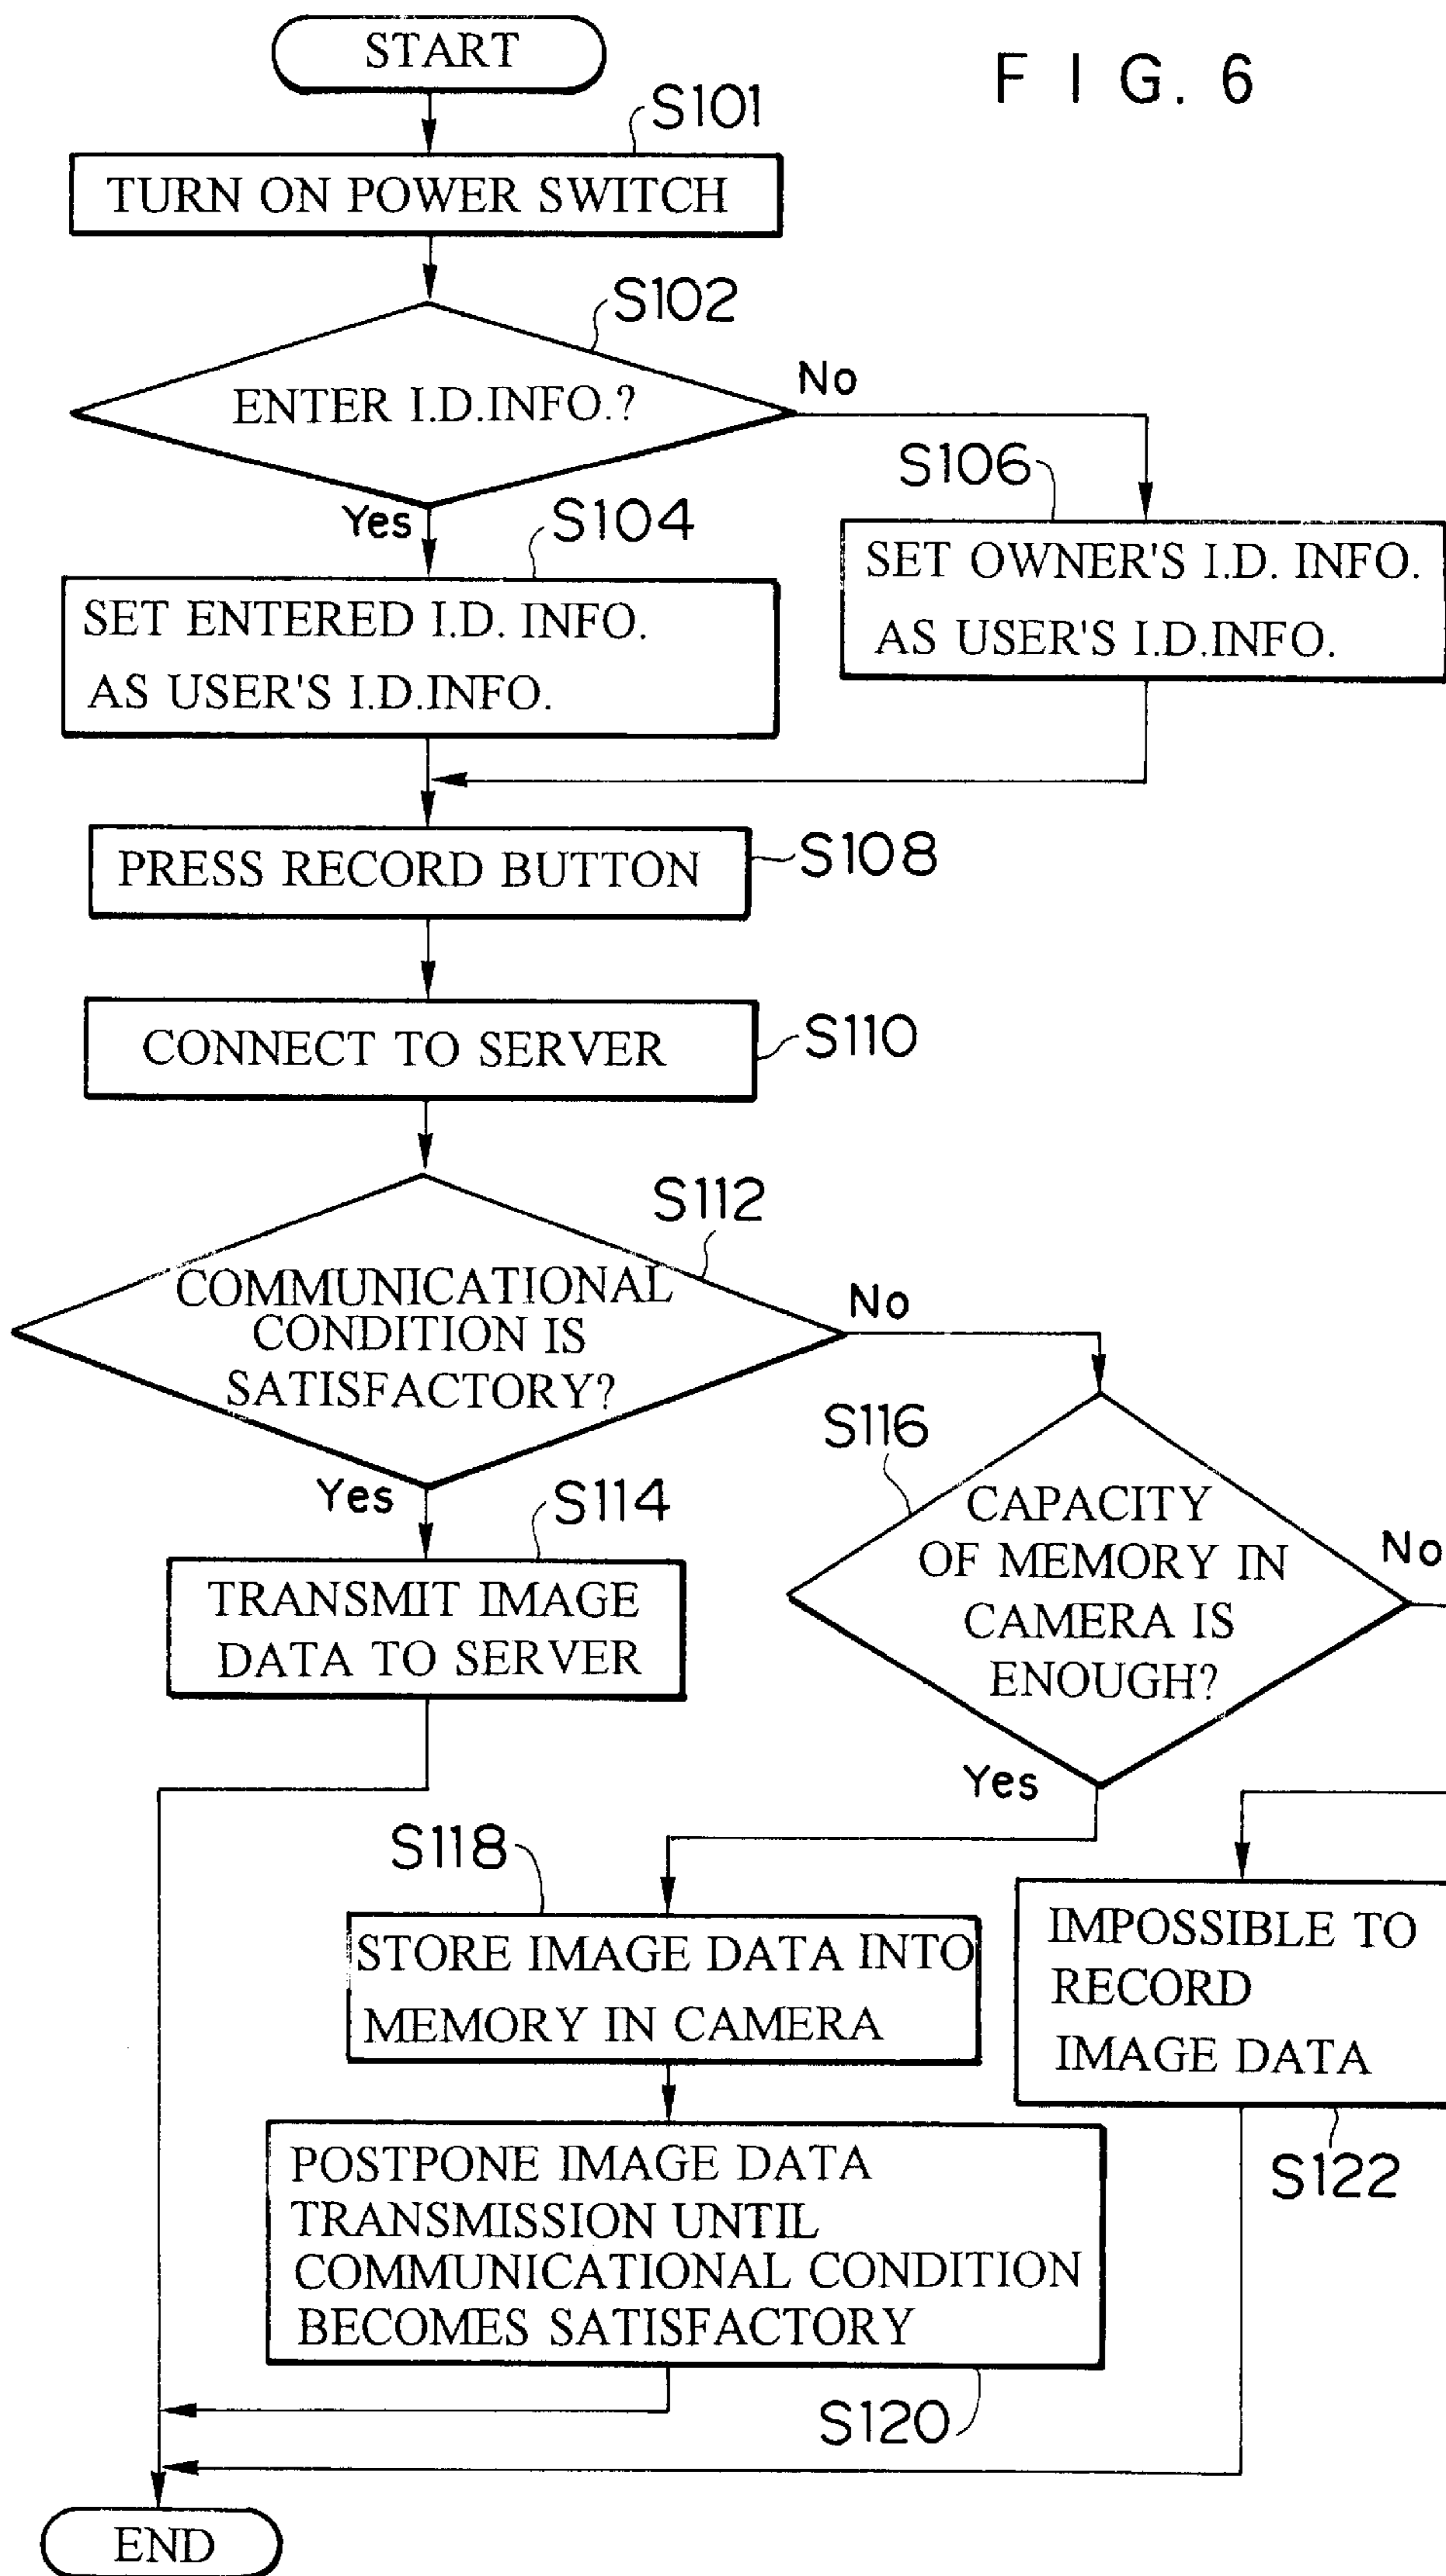 START
F I G. 6
S101
TURN ON POWER SWITCH
S102
ENTER I.D.INFO.?
No
Yes
S104
S106
SET ENTERED I.D. INFO.
AS USER'S I.D.INFO.
SET OWNER'S I.D. INFO.
AS USER'S I.D.INFO.
PRESS RECORD BUTTON
S108
CONNECT TO SERVER
S110
S112
COMMUNICATIONAL
CONDITION IS
SATISFACTORY?
No
Yes
S114
TRANSMIT IMAGE
DATA TO SERVER
S116
CAPACITY
OF MEMORY IN
CAMERA IS
ENOUGH?
No
Yes
S118
STORE IMAGE DATA INTO
MEMORY IN CAMERA
IMPOSSIBLE TO
RECORD
IMAGE DATA
S122
POSTPONE IMAGE DATA
TRANSMISSION UNTIL
COMMUNICATIONAL CONDITION
BECOMES SATISFACTORY
S120
END